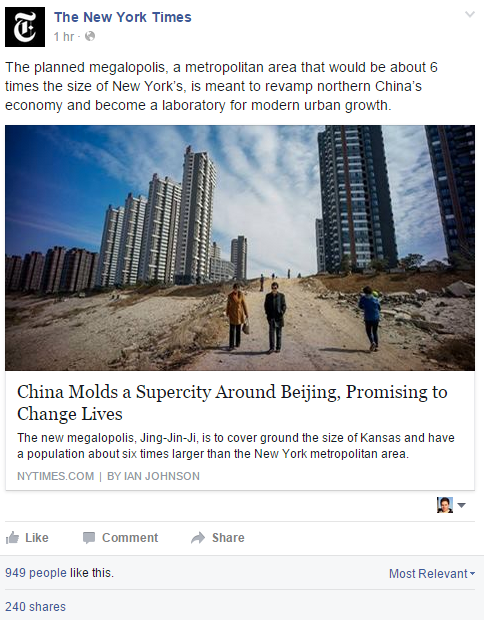 The New York Times
1 hr ·
The planned megalopolis, a metropolitan area that would be about 6
times the size of New York's, is meant to revamp northern China's
economy and become a laboratory for modern urban growth.
China Molds a Supercity Around Beijing, Promising to
Change Lives
The new megalopolis, Jing-Jin-Ji, is to cover ground the size of Kansas and have
a population about six times larger than the New York metropolitan area.
NYTIMES.COM | BY IAN JOHNSON
Like Comment Share
949 people like this. Most Relevant
240 shares